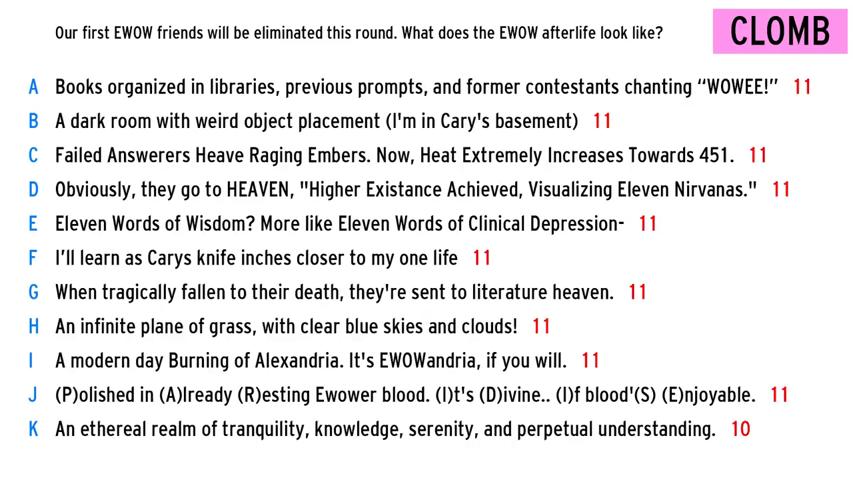 Our first EWOW friends will be eliminated this round. What does the EWOW afterlife look like?
CLOMB
A Books organized in libraries, previous prompts, and former contestants chanting “WOWEE!” 11
B A dark room with weird object placement (I'm in Cary's basement) 11
C Failed Answerers Heave Raging Embers. Now, Heat Extremely Increases Towards 451. 11
D Obviously, they go to HEAVEN, "Higher Existance Achieved, Visualizing Eleven Nirvanas." 11
E Eleven Words of Wisdom? More like Eleven Words of Clinical Depression- 11
F I’ll learn as Carys knife inches closer to my one life 11
G When tragically fallen to their death, they're sent to literature heaven. 11
H An infinite plane of grass, with clear blue skies and clouds! 11
I A modern day Burning of Alexandria. It's EWOWandria, if you will. 11
J (P)olished in (A)lready (R)esting Ewower blood. (I)t's (D)ivine.. (I)f blood'(S) (E)njoyable. 11
K An ethereal realm of tranquility, knowledge, serenity, and perpetual understanding. 10